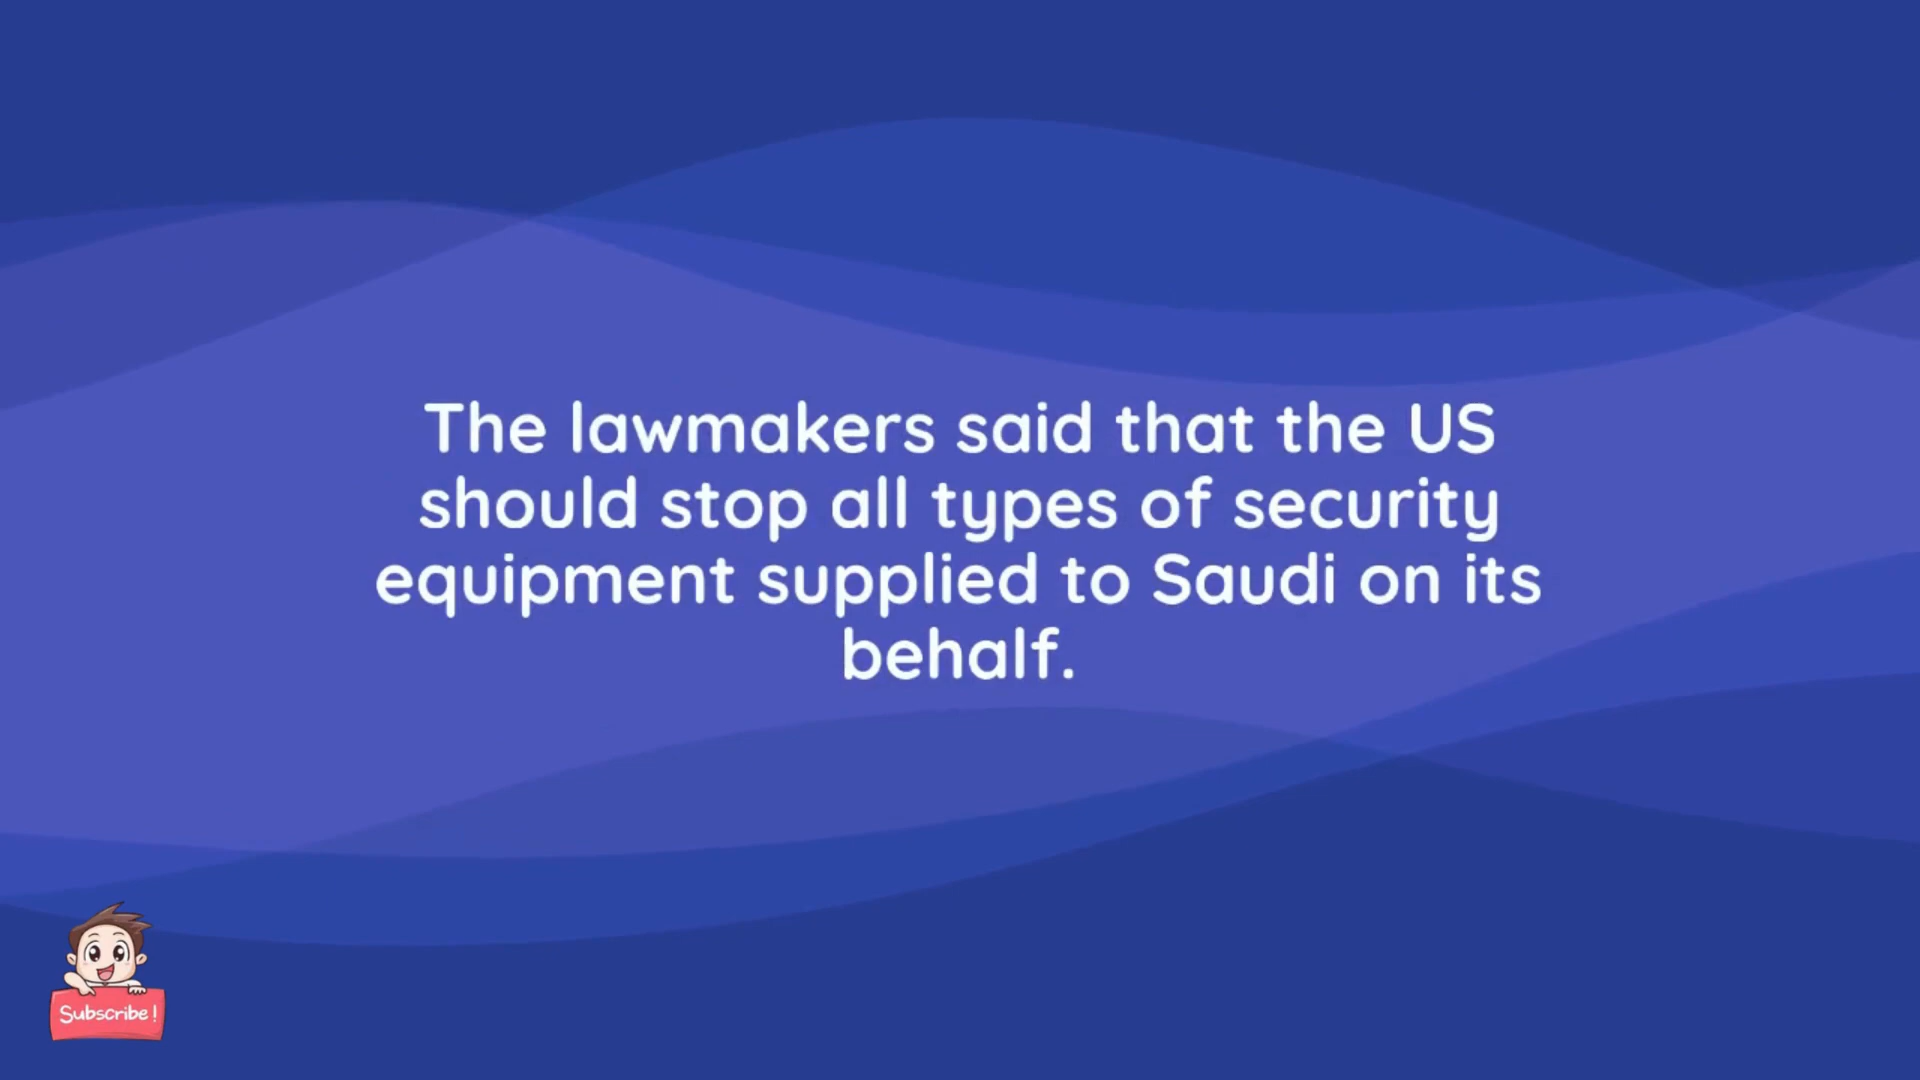 The lawmakers said that the US
should stop all types of security
equipment supplied to Saudi on its
behalf.
Subscribe!